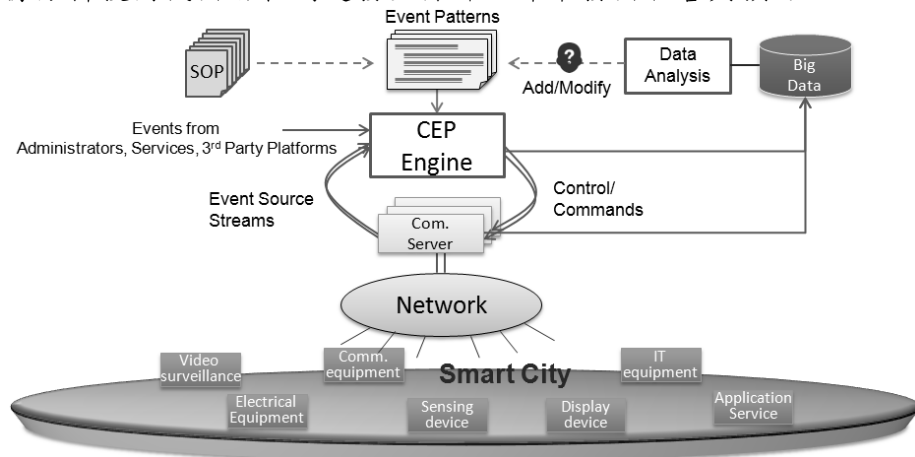 Event Patterns
SOP
Add/Modify
Data
Analysis
Big
Data
Events from
Administrators, Services, 3rd Party Platforms
CEP
Engine
Event Source
Streams
Control/
Commands
Com.
Server
Network
Smart City
Video
surveillance
Comm.
equipment
IT
equipment
Electrical
Equipment
Sensing
device
Display
device
Application
Service